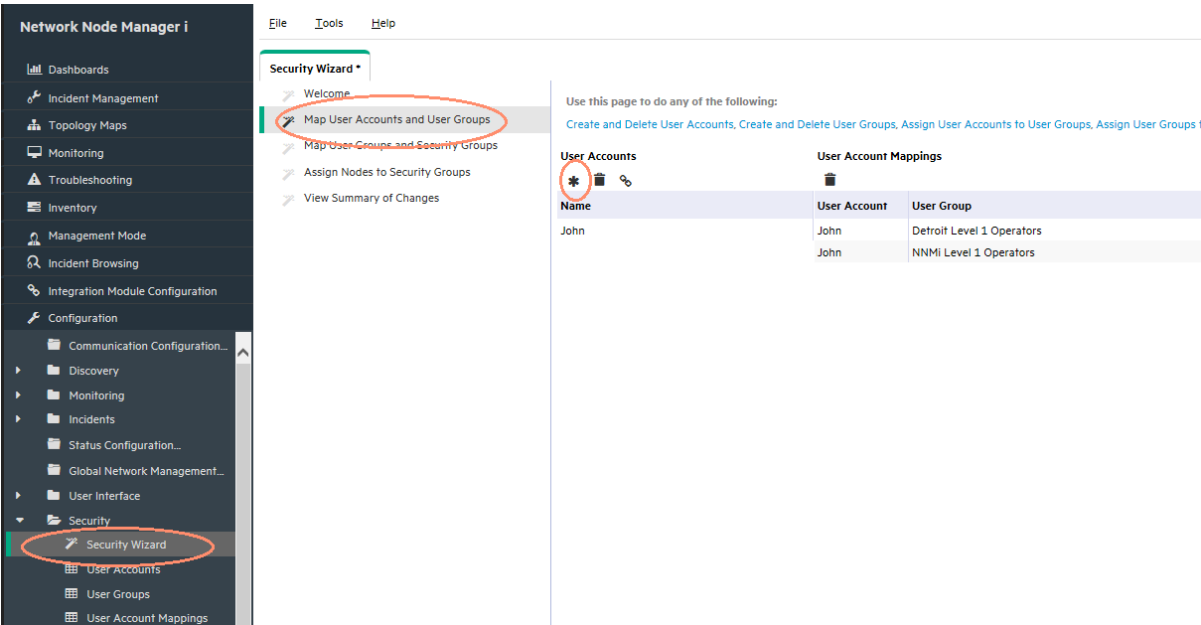 Network Node Manager i
Dashboards
Incident Management
Topology Maps
Monitoring
Troubleshooting
Inventory
Management Mode
Incident Browsing
Integration Module Configuration
Configuration
Communication Configuration...
Discovery
Monitoring
Incidents
Status Configuration...
Global Network Management...
User Interface
Security
Security Wizard
User Accounts
User Groups
User Account Mappings
File Tools Help
Security Wizard *
Welcome
Map User Accounts and User Groups
Map User Groups and Security Groups
Assign Nodes to Security Groups
View Summary of Changes
Use this page to do any of the following:
Create and Delete User Accounts, Create and Delete User Groups, Assign User Accounts to User Groups, Assign User Groups
User Accounts
Name
John
User Account Mappings
User Account User Group
John Detroit Level 1 Operators
John NNMi Level 1 Operators